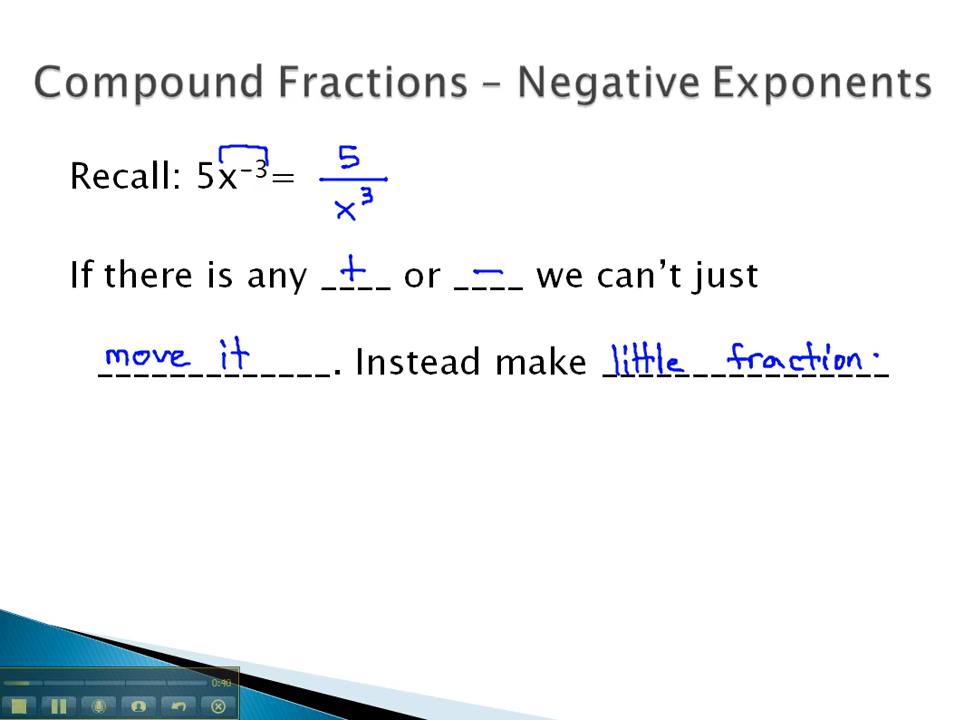 Compound Fractions – Negative Exponents
Recall: 5x⁻³= 5/x³
If there is any + or – we can't just
move it. Instead make little fraction.
0:40